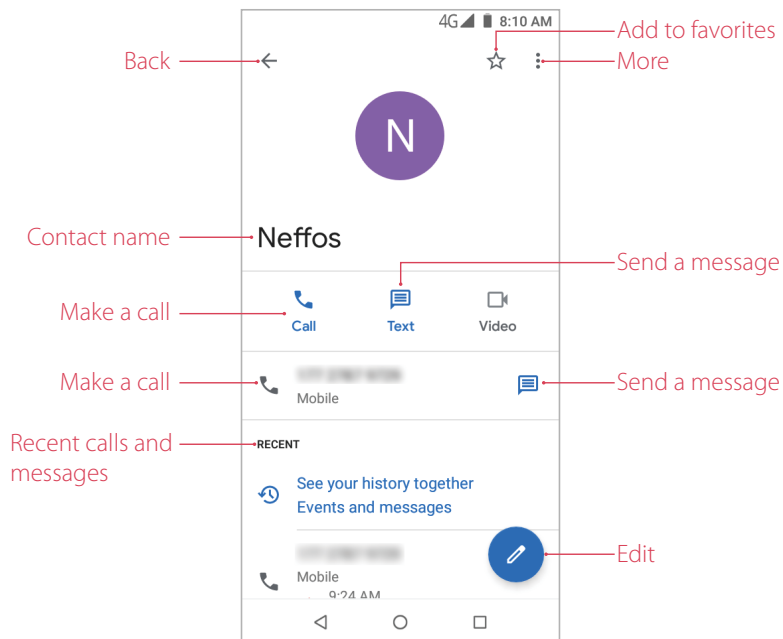 4G 8:10 AM
Add to favorites
Back
More
N
Contact name
Neffos
Send a message
Make a call
Call Text Video
Make a call
Mobile
Send a message
Recent calls and
messages
RECENT
See your history together
Events and messages
Edit
Mobile
9:24 AM